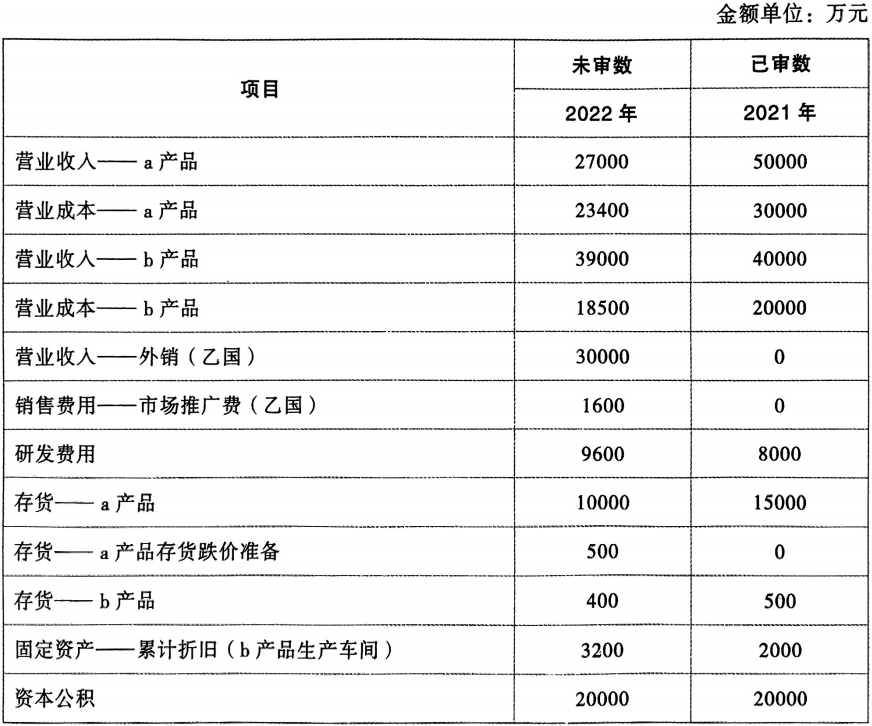 金额单位：万元
项目 未审数 已审数
2022 年 2021 年
营业收入—— a 产品 27000 50000
营业成本—— a 产品 23400 30000
营业收入—— b 产品 39000 40000
营业成本—— b 产品 18500 20000
营业收入——外销（乙国） 30000 0
销售费用——市场推广费（乙国） 1600 0
研发费用 9600 8000
存货—— a 产品 10000 15000
存货—— a 产品存货跌价准备 500 0
存货—— b 产品 400 500
固定资产——累计折旧（b 产品生产车间） 3200 2000
资本公积 20000 20000